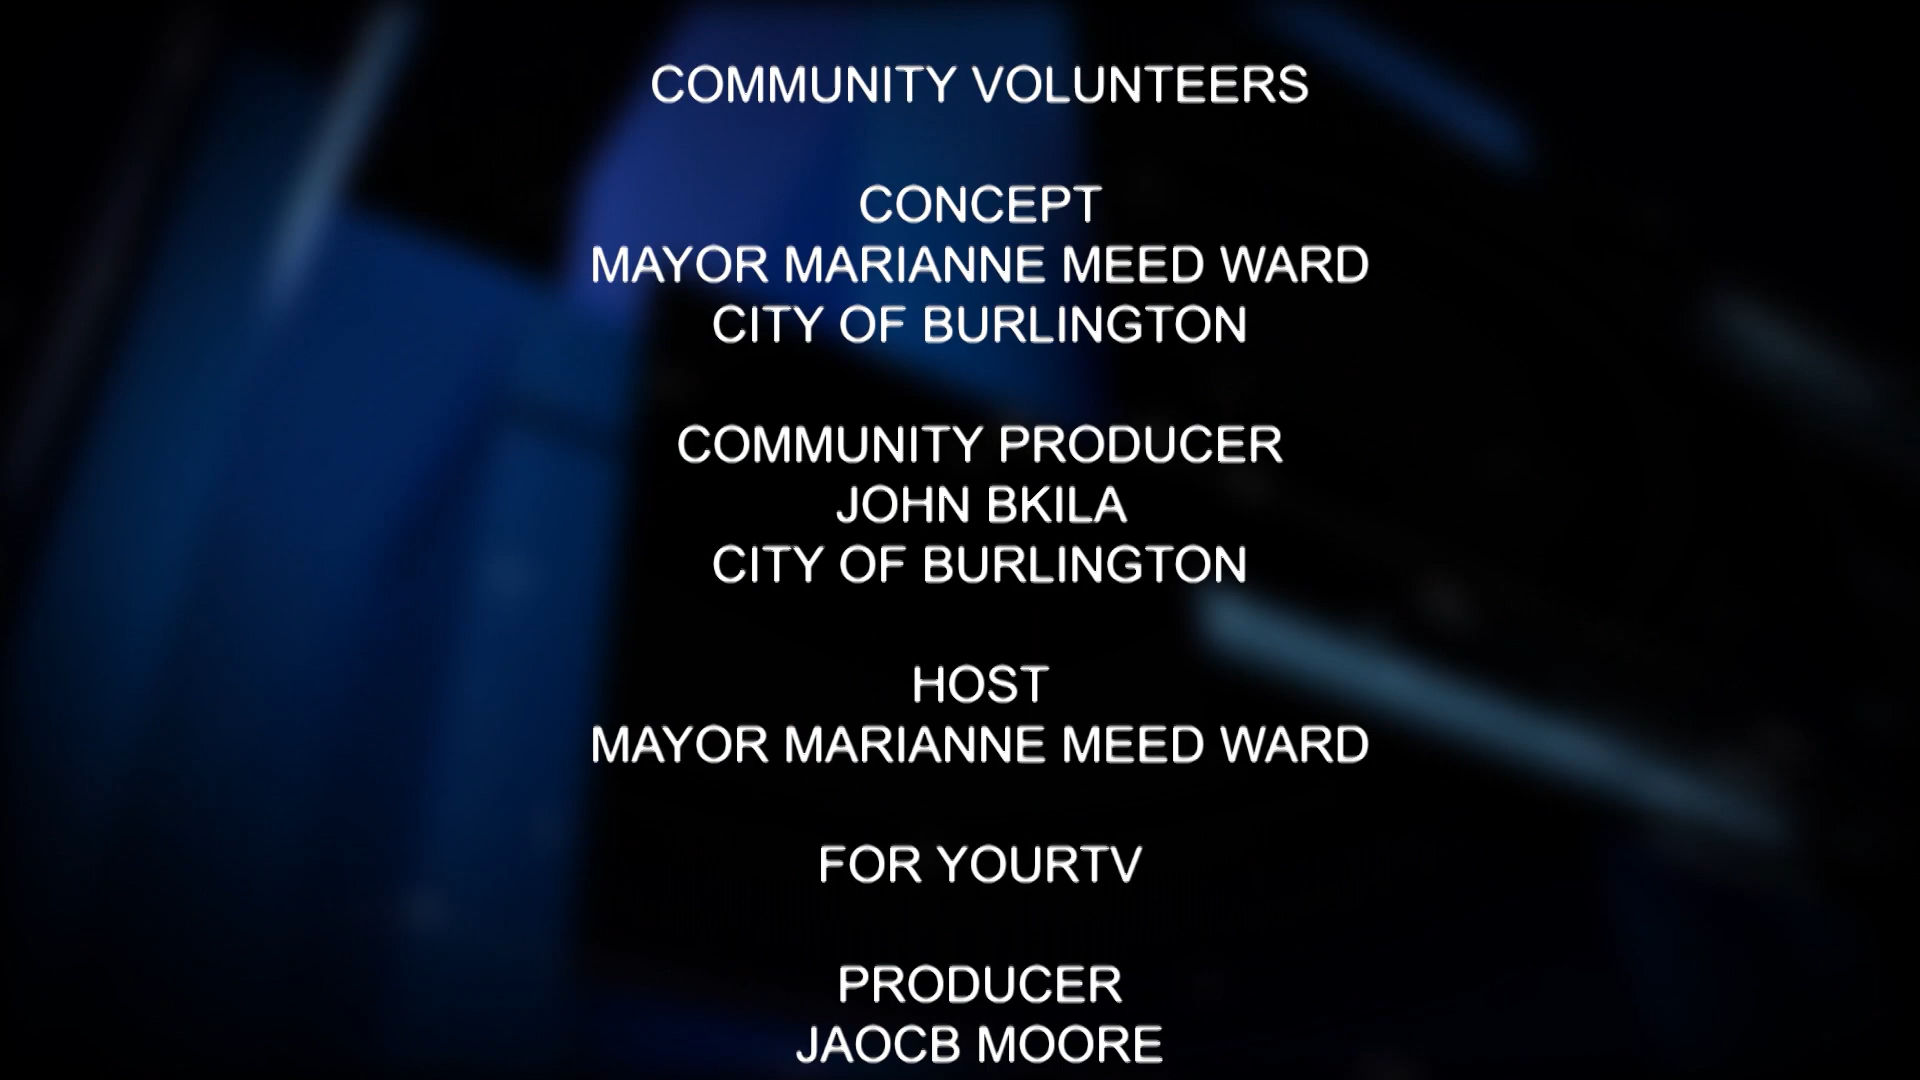 COMMUNITY VOLUNTEERS
CONCEPT
MAYOR MARIANNE MEED WARD
CITY OF BURLINGTON
COMMUNITY PRODUCER
JOHN BKILA
CITY OF BURLINGTON
HOST
MAYOR MARIANNE MEED WARD
FOR YOURTV
PRODUCER
JAOCB MOORE